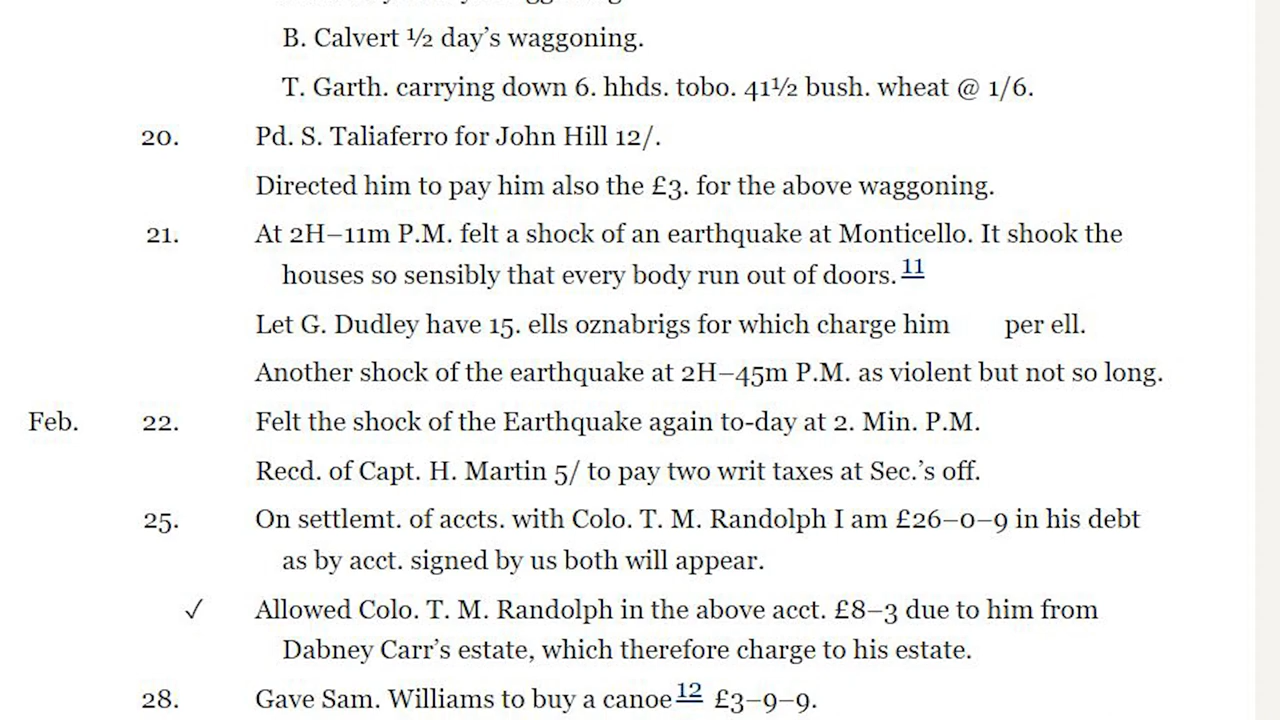 B. Calvert ½ day’s waggoning.
T. Garth. carrying down 6. hhds. tobo. 41½ bush. wheat @ 1/6.
20. Pd. S. Taliaferro for John Hill 12/.
Directed him to pay him also the £3. for the above waggoning.
21. At 2H–11m P.M. felt a shock of an earthquake at Monticello. It shook the
houses so sensibly that every body run out of doors. 11
Let G. Dudley have 15. ells oznabrigs for which charge him per ell.
Another shock of the earthquake at 2H–45m P.M. as violent but not so long.
Feb. 22. Felt the shock of the Earthquake again to-day at 2. Min. P.M.
Recd. of Capt. H. Martin 5/ to pay two writ taxes at Sec.’s off.
25. On settlemt. of accts. with Colo. T. M. Randolph I am £26–0–9 in his debt
as by acct. signed by us both will appear.
✓ Allowed Colo. T. M. Randolph in the above acct. £8–3 due to him from
Dabney Carr’s estate, which therefore charge to his estate.
28. Gave Sam. Williams to buy a canoe 12 £3–9–9.